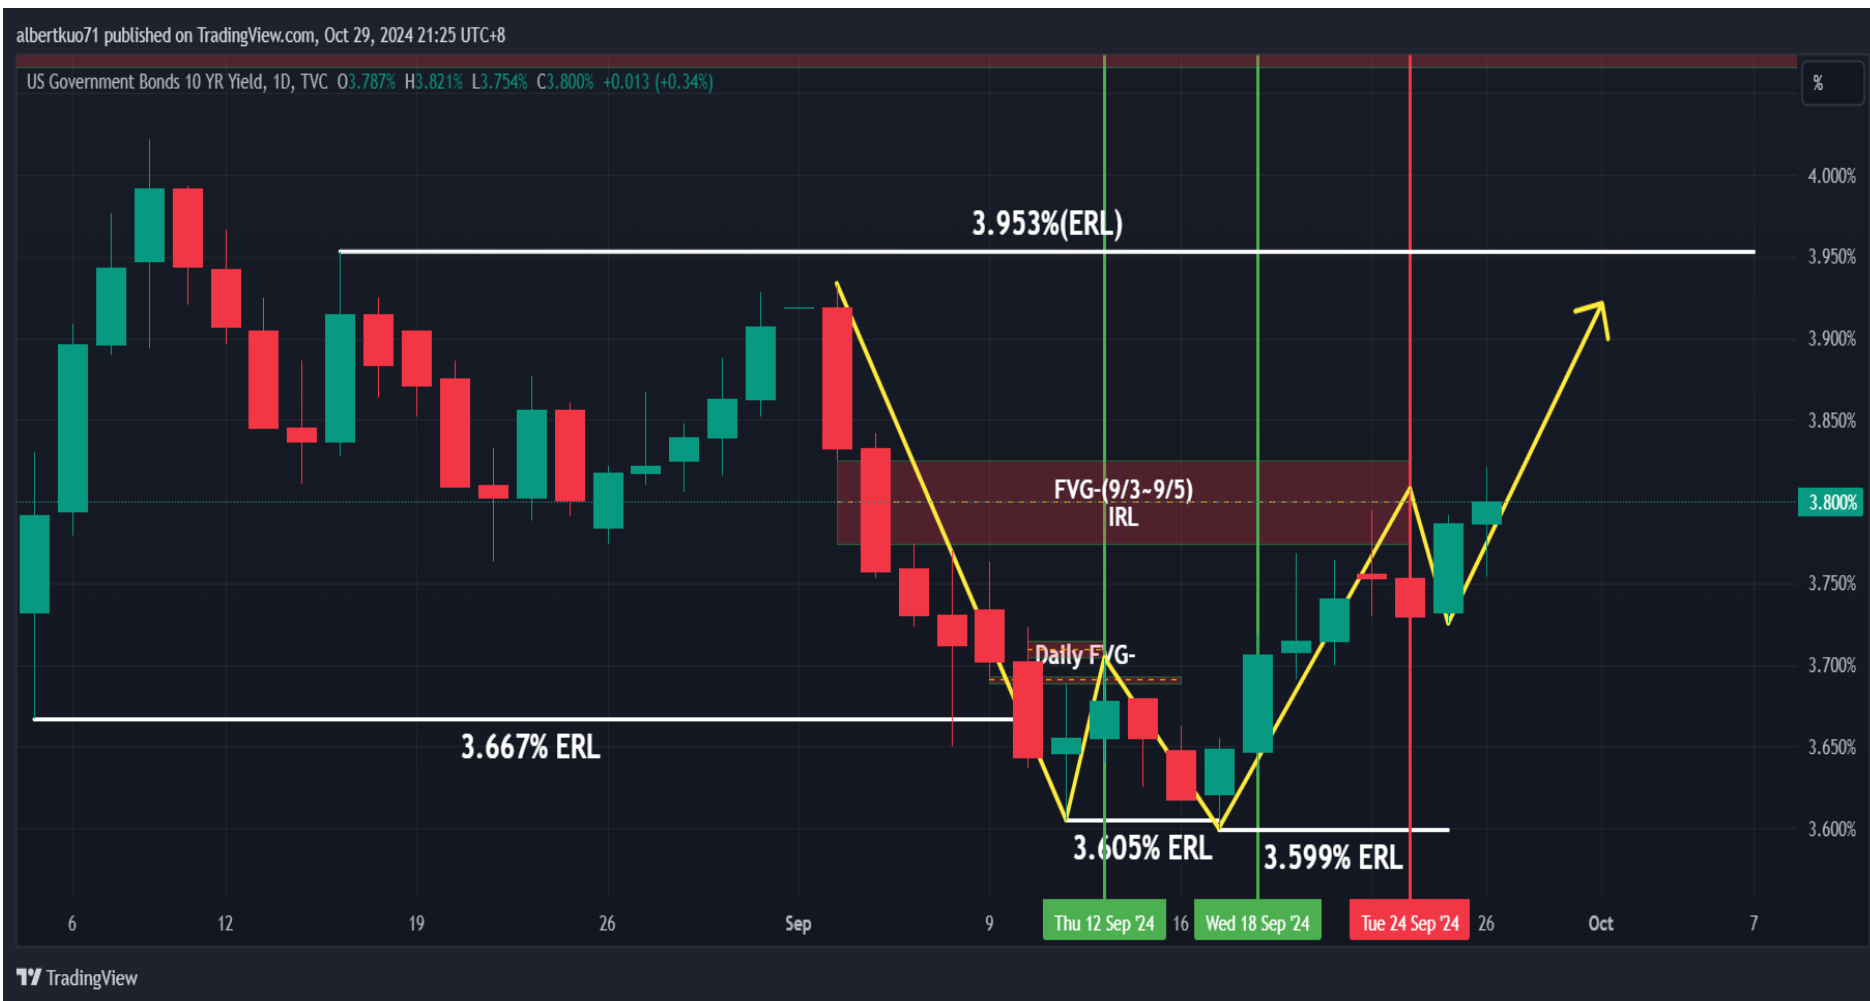 albertkuo71 published on TradingView.com, Oct 29, 2024 21:25 UTC+8
US Government Bonds 10 YR Yield, 1D, TVC O3.787% H3.821% L3.754% C3.800% +0.013 (+0.34%)
%
4.000%
3.953%(ERL)
3.950%
3.900%
3.850%
FVG-(9/3~9/5)
IRL
3.800%
3.750%
Daily FVG-
3.700%
3.667% ERL
3.650%
3.605% ERL
3.599% ERL
3.600%
6 12 19 26 Sep 9 Thu 12 Sep '24 16 Wed 18 Sep '24 Tue 24 Sep '24 26 Oct 7
TradingView